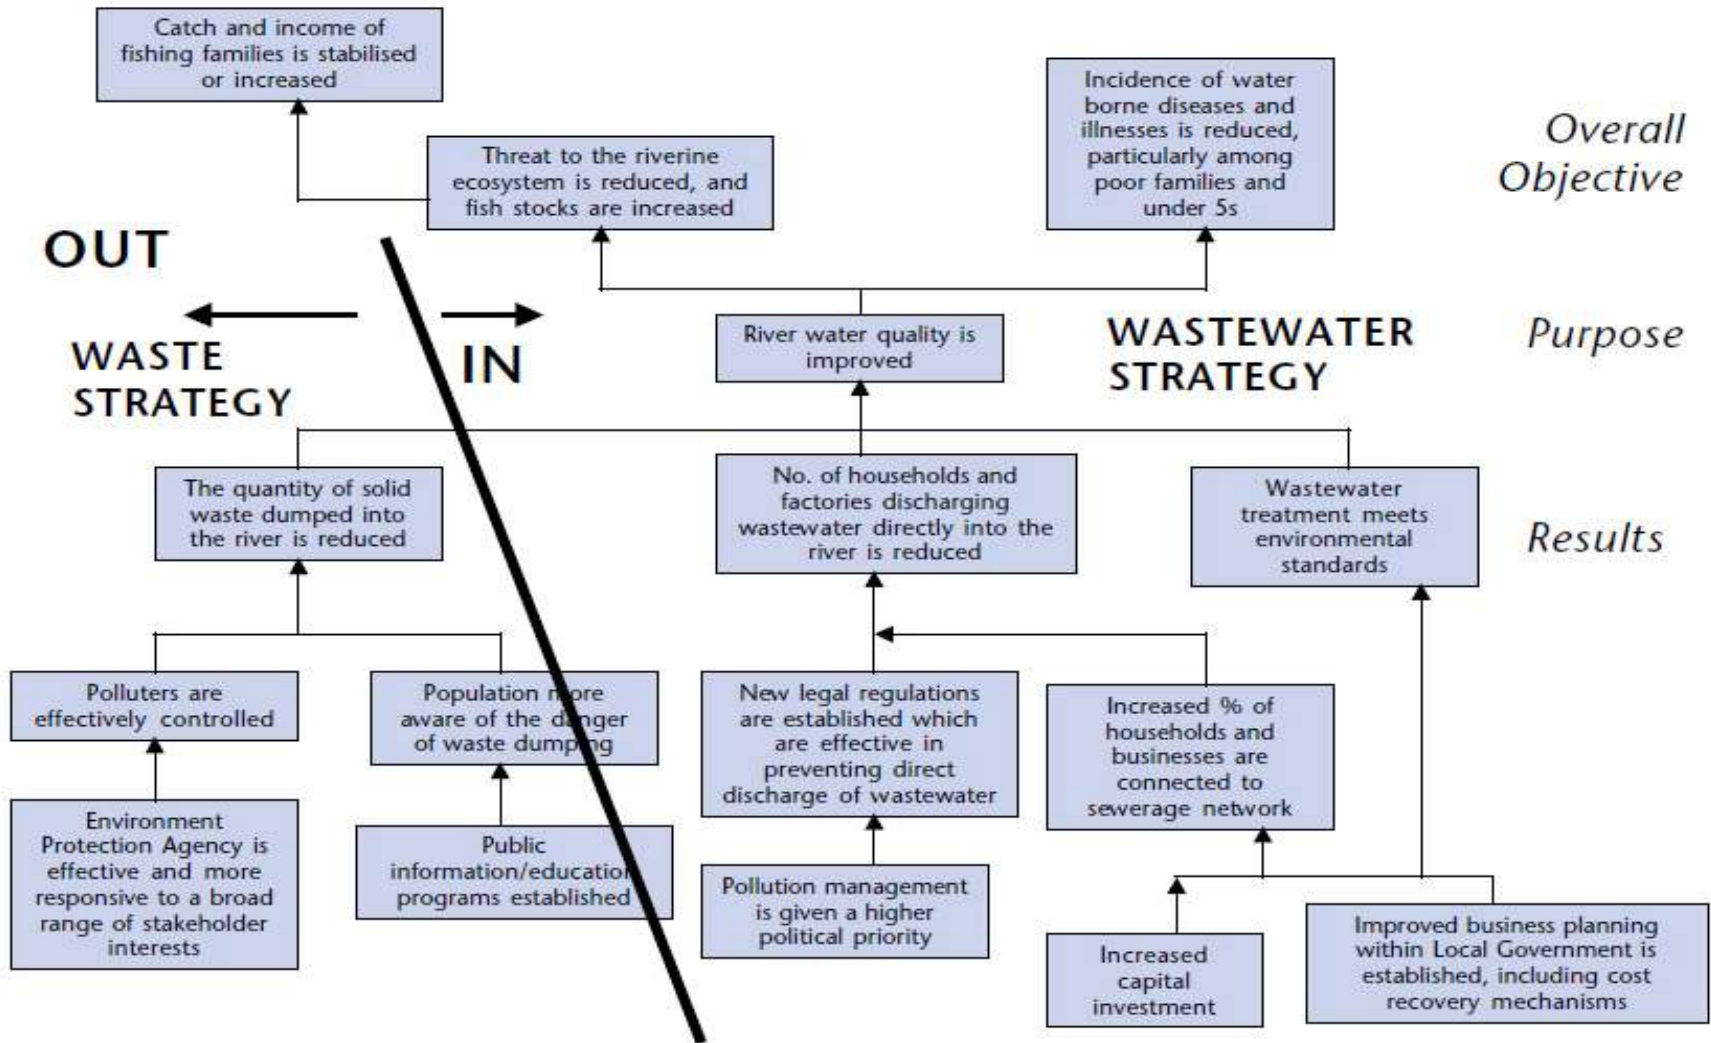 Catch and income of
fishing families is stabilised
or increased
Threat to the riverine
ecosystem is reduced, and
fish stocks are increased
Incidence of water
borne diseases and
illnesses is reduced,
particularly among
poor families and
under 5s
Overall
Objective
OUT
WASTE
STRATEGY
IN
River water quality is
improved
WASTEWATER
STRATEGY
Purpose
The quantity of solid
waste dumped into
the river is reduced
No. of households and
factories discharging
wastewater directly into the
river is reduced
Wastewater
treatment meets
environmental
standards
Results
Polluters are
effectively controlled
Population more
aware of the danger
of waste dumping
New legal regulations
are established which
are effective in
preventing direct
discharge of wastewater
Increased % of
households and
businesses are
connected to
sewerage network
Environment
Protection Agency is
effective and more
responsive to a broad
range of stakeholder
interests
Public
information/education
programs established
Pollution management
is given a higher
political priority
Increased
capital
investment
Improved business planning
within Local Government is
established, including cost
recovery mechanisms